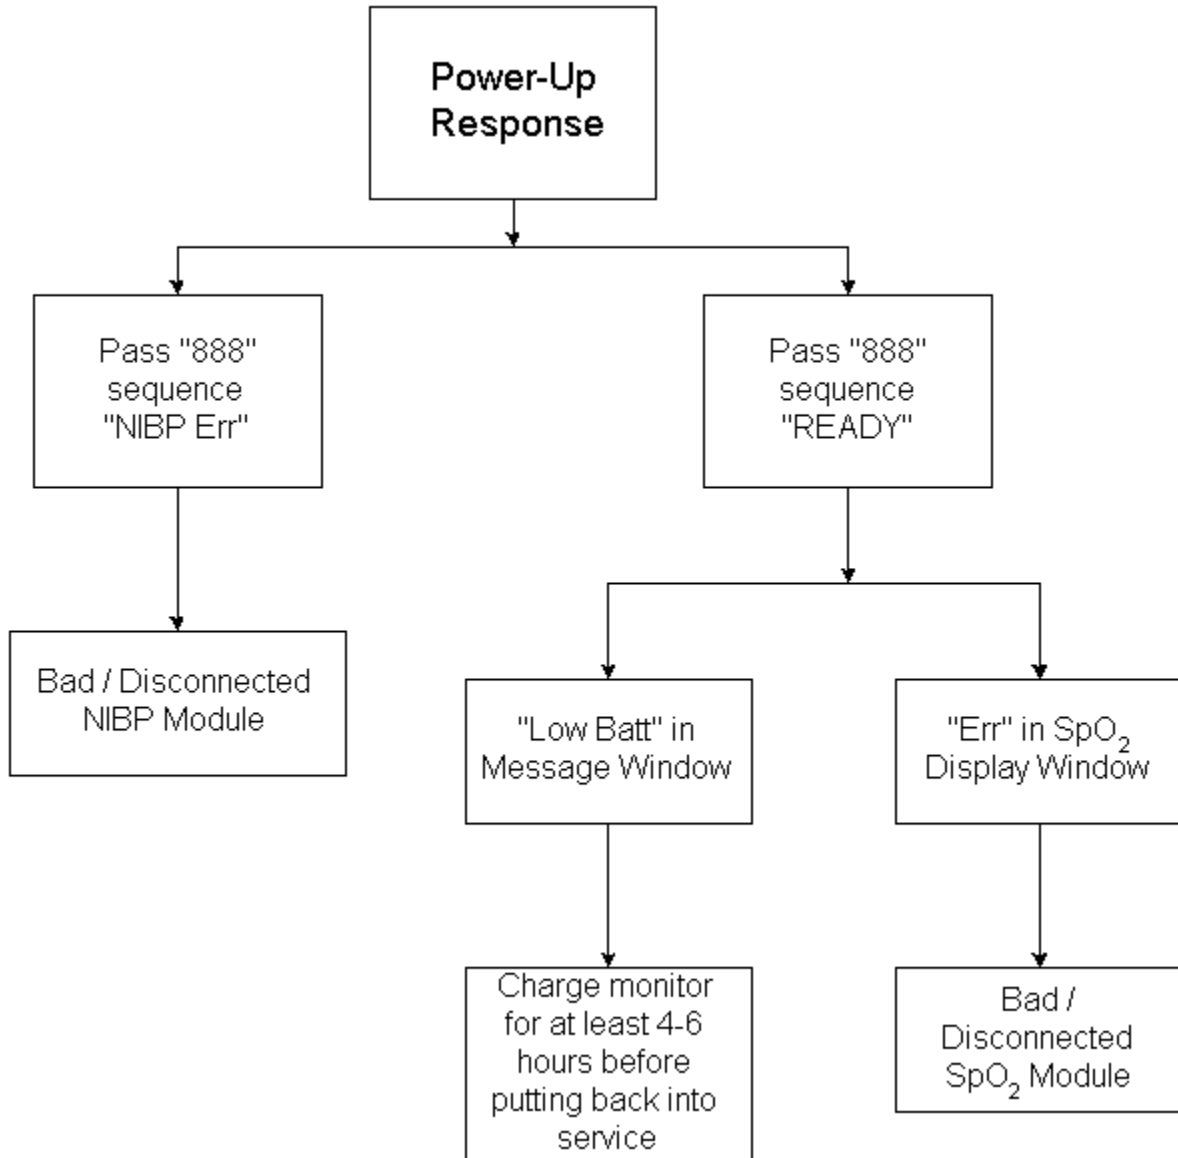 Power-Up
Response
Pass "888"
sequence
"NIBP Err"
Pass "888"
sequence
"READY"
Bad / Disconnected
NIBP Module
"Low Batt" in
Message Window
"Err" in SpO₂
Display Window
Charge monitor
for at least 4-6
hours before
putting back into
service
Bad /
Disconnected
SpO₂ Module